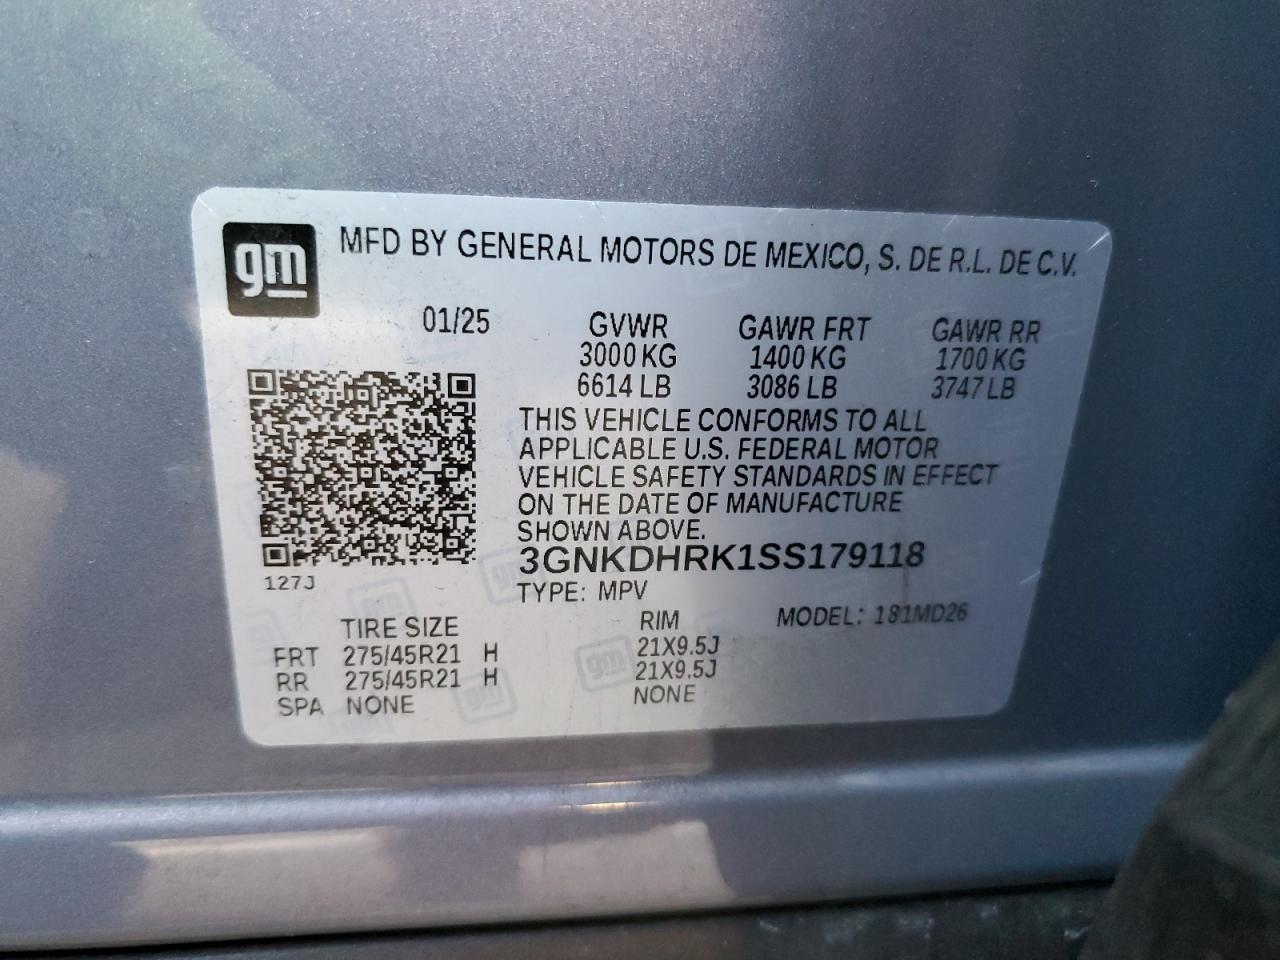 gm
MFD BY GENERAL MOTORS DE MEXICO, S. DE R.L. DE C.V.
01/25 GVWR GAWR FRT GAWR RR
3000 KG 1400 KG 1700 KG
6614 LB 3086 LB 3747 LB
THIS VEHICLE CONFORMS TO ALL
APPLICABLE U.S. FEDERAL MOTOR
VEHICLE SAFETY STANDARDS IN EFFECT
ON THE DATE OF MANUFACTURE
SHOWN ABOVE.
3GNKDHRK1SS179118
127J
TYPE: MPV
MODEL: 181MD26
TIRE SIZE RIM
FRT 275/45R21 H 21X9.5J
RR 275/45R21 H 21X9.5J
SPA NONE NONE